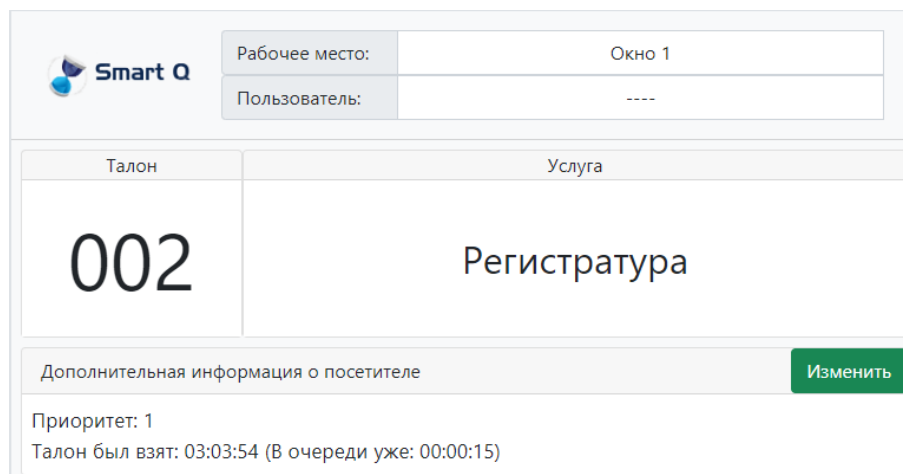 Smart Q
Рабочее место: Окно 1
Пользователь: ----
Талон Услуга
002 Регистратура
Дополнительная информация о посетителе Изменить
Приоритет: 1
Талон был взят: 03:03:54 (В очереди уже: 00:00:15)